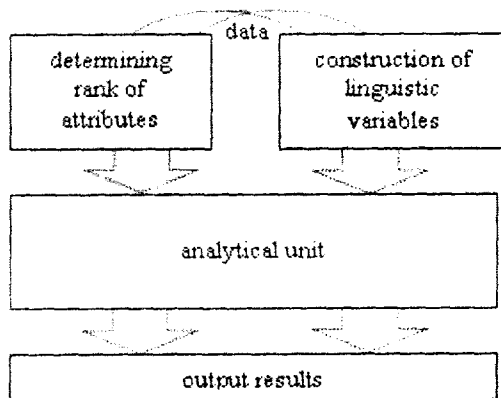 data
determining
rank of
attributes
construction of
linguistic
variables
analytical unit
output results